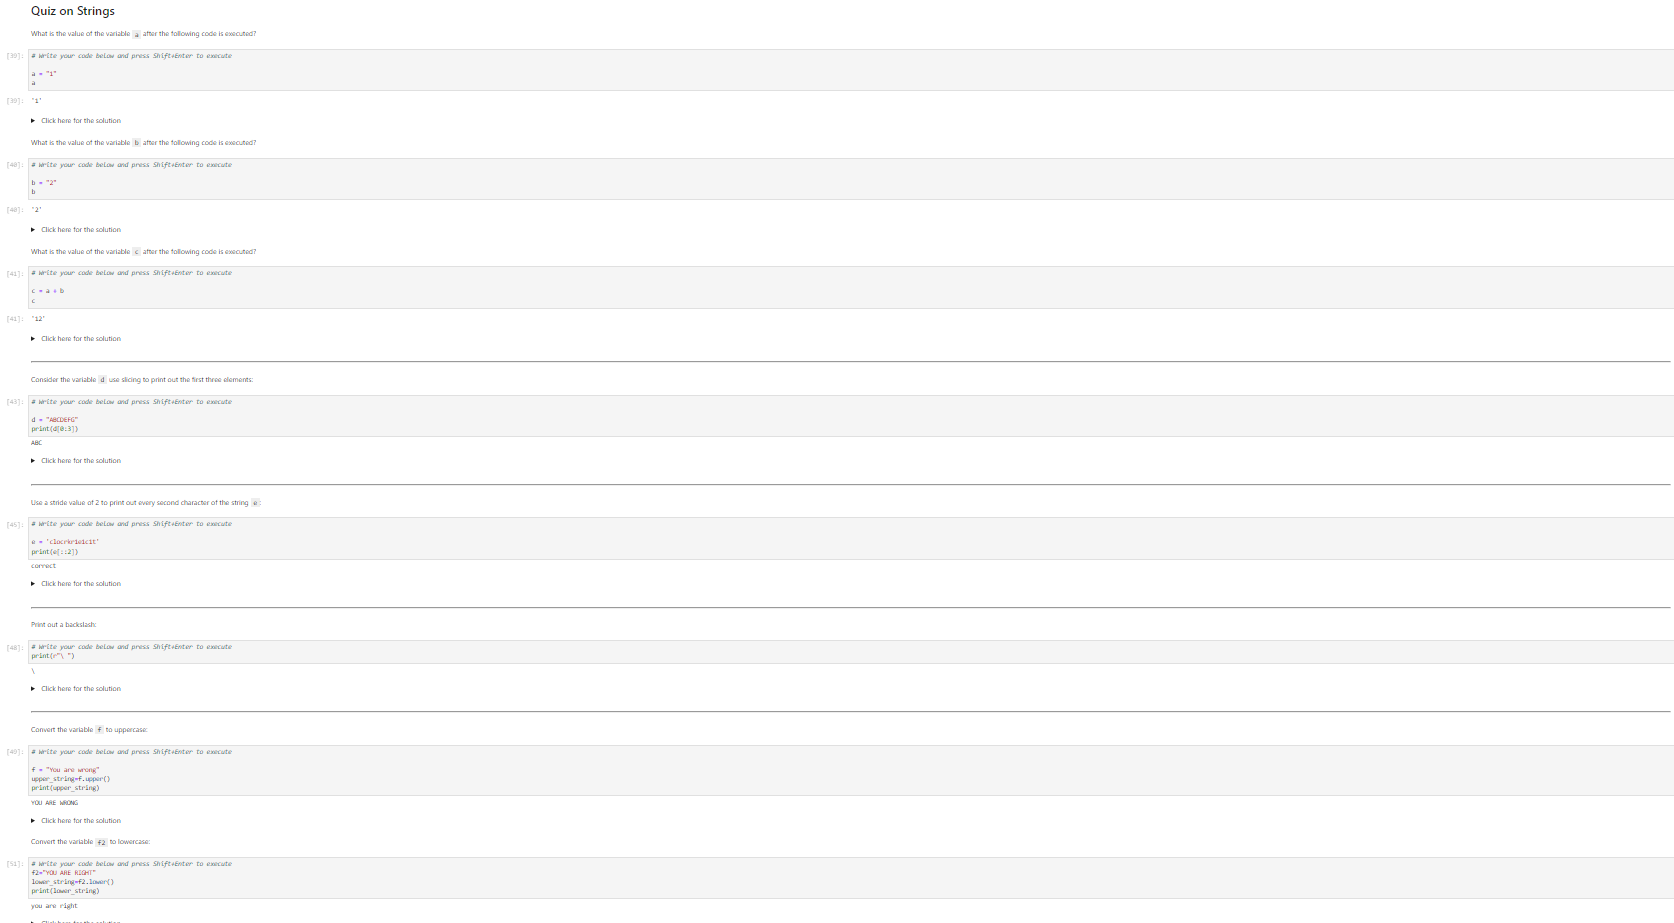 Quiz on Strings
What is the value of the variable a after the following code is executed?
[39]: # Write your code below and press Shift+Enter to execute
a = "1"
a
[39]: '1'
Click here for the solution
What is the value of the variable b after the following code is executed?
[40]: # Write your code below and press Shift+Enter to execute
b = "2"
b
[40]: '2'
Click here for the solution
What is the value of the variable c after the following code is executed?
[41]: # Write your code below and press Shift+Enter to execute
c = a + b
c
[41]: '12'
Click here for the solution
Consider the variable d use slicing to print out the first three elements:
[43]: # Write your code below and press Shift+Enter to execute
d = "ABCDEFG"
print(d[0:3])
ABC
Click here for the solution
Use a stride value of 2 to print out every second character of the string e:
# Write your code below and press Shift+Enter to execute
e = 'clocrkr1e1c1t'
print(e[::2])
correct
Click here for the solution
Print out a backslash:
[48]: # Write your code below and press Shift+Enter to execute
print(r"\ ")
\
Click here for the solution
Convert the variable f to uppercase:
[49]: # Write your code below and press Shift+Enter to execute
f = "You are wrong"
upper_string=f.upper()
print(upper_string)
YOU ARE WRONG
Click here for the solution
Convert the variable f2 to lowercase:
[51]: # Write your code below and press Shift+Enter to execute
f2="YOU ARE RIGHT"
lower_string=f2.lower()
print(lower_string)
you are right
Click here for the solution